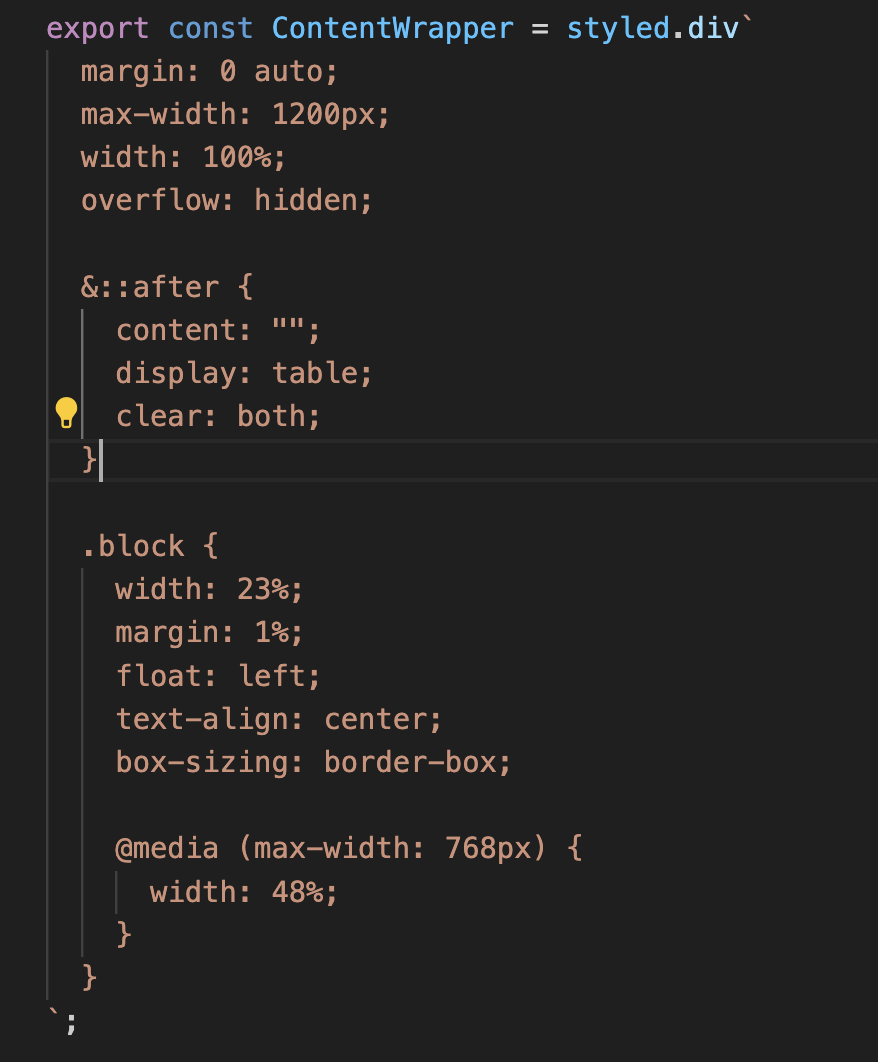 export const ContentWrapper = styled.div`
  margin: 0 auto;
  max-width: 1200px;
  width: 100%;
  overflow: hidden;

  &::after {
    content: "";
    display: table;
    clear: both;
  }

  .block {
    width: 23%;
    margin: 1%;
    float: left;
    text-align: center;
    box-sizing: border-box;

    @media (max-width: 768px) {
      width: 48%;
    }
  }
`;